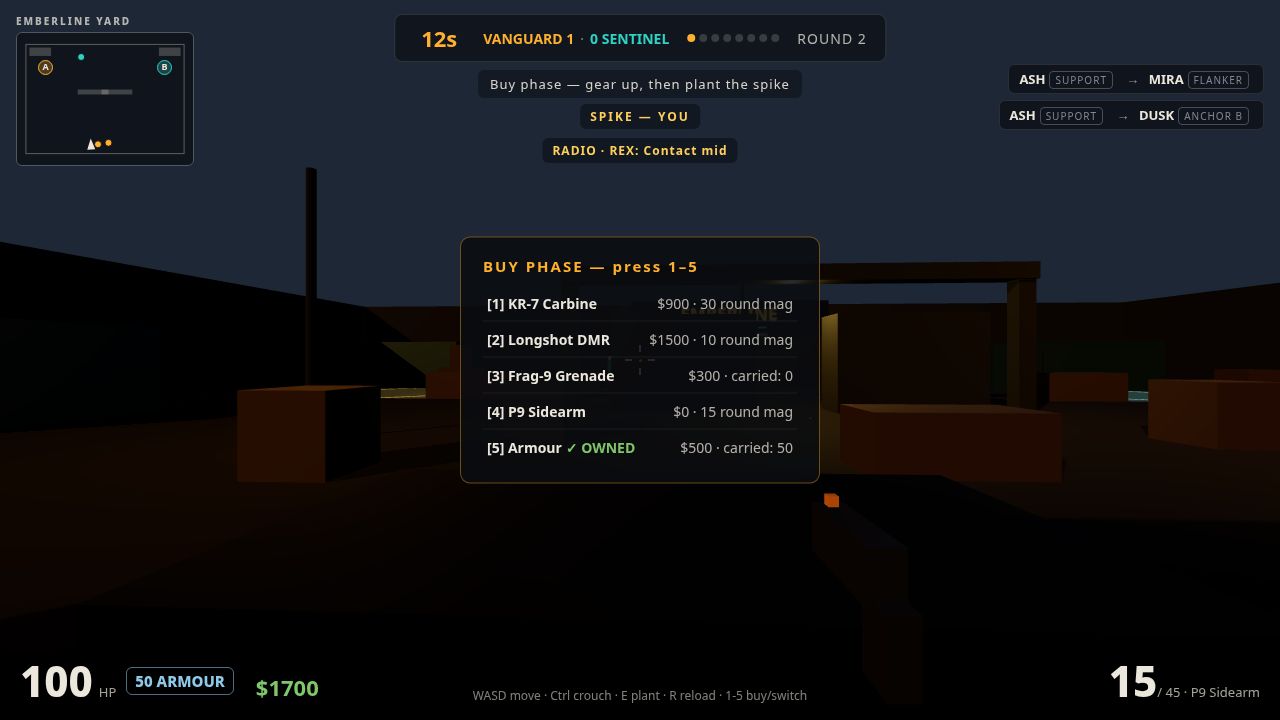 EMBERLINE YARD
A
B
12s VANGUARD 1 · 0 SENTINEL ROUND 2
Buy phase — gear up, then plant the spike
SPIKE — YOU
RADIO · REX: Contact mid
ASH SUPPORT → MIRA FLANKER
ASH SUPPORT → DUSK ANCHOR B
BUY PHASE — press 1–5
[1] KR-7 Carbine $900 · 30 round mag
[2] Longshot DMR $1500 · 10 round mag
[3] Frag-9 Grenade $300 · carried: 0
[4] P9 Sidearm $0 · 15 round mag
[5] Armour ✓ OWNED $500 · carried: 50
100 HP 50 ARMOUR $1700
WASD move · Ctrl crouch · E plant · R reload · 1-5 buy/switch
15 / 45 · P9 Sidearm